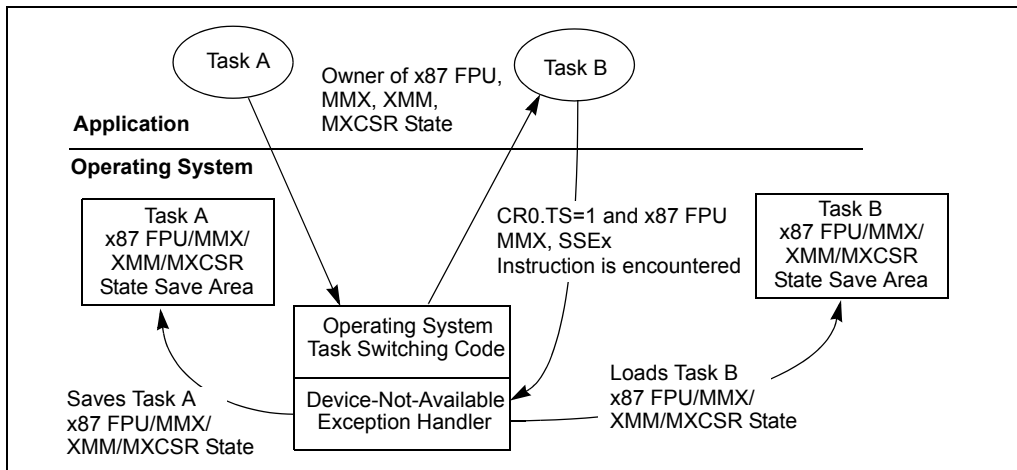 Task A
Owner of x87 FPU,
MMX, XMM,
MXCSR State
Task B
Application
Operating System
Task A
x87 FPU/MMX/
XMM/MXCSR
State Save Area
CR0.TS=1 and x87 FPU
MMX, SSEx
Instruction is encountered
Task B
x87 FPU/MMX/
XMM/MXCSR
State Save Area
Operating System
Task Switching Code
Device-Not-Available
Exception Handler
Saves Task A
x87 FPU/MMX/
XMM/MXCSR State
Loads Task B
x87 FPU/MMX/
XMM/MXCSR State